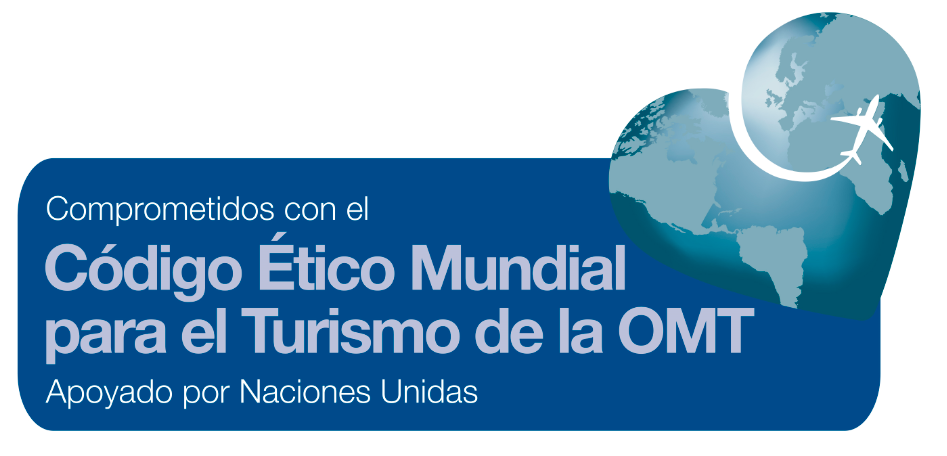 Comprometidos con el
Código Ético Mundial
para el Turismo de la OMT
Apoyado por Naciones Unidas